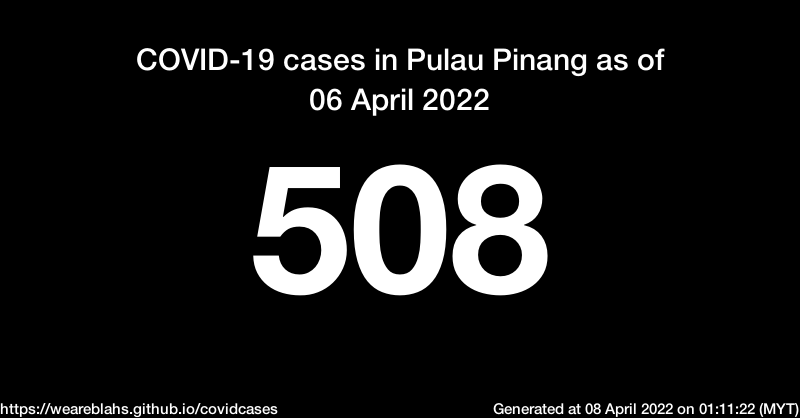 COVID-19 cases in Pulau Pinang as of
06 April 2022
508
https://weareblahs.github.io/covidcases
Generated at 08 April 2022 on 01:11:22 (MYT)